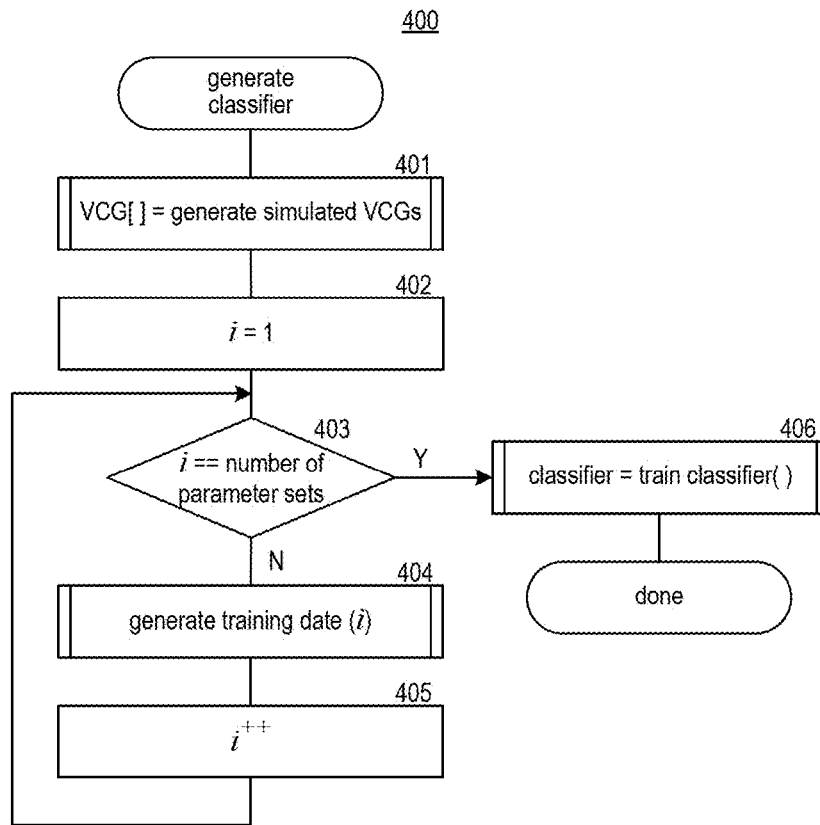 400
generate
classifier
401
VCG[ ] = generate simulated VCGs
402
i = 1
403
i == number of
parameter sets
Y
N
404
generate training date (i)
405
i++
406
classifier = train classifier( )
done